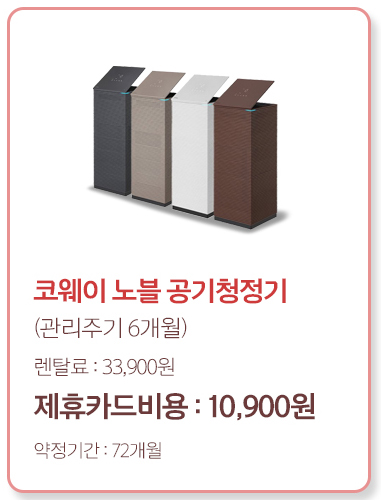 코웨이 노블 공기청정기
(관리주기 6개월)
렌탈료 : 33,900원
제휴카드비용 : 10,900원
약정기간 : 72개월